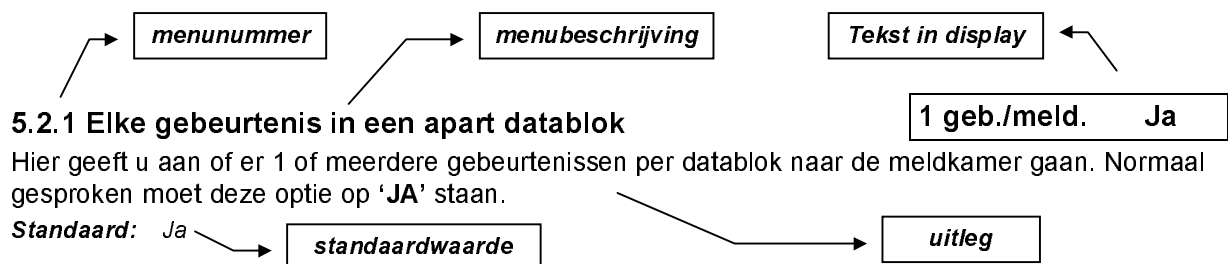 menunummer menubeschrijving Tekst in display
5.2.1 Elke gebeurtenis in een apart datablok 1 geb./meld. Ja
Hier geeft u aan of er 1 of meerdere gebeurtenissen per datablok naar de meldkamer gaan. Normaal
gesproken moet deze optie op ‘JA’ staan.
Standaard: Ja standaardwaarde uitleg